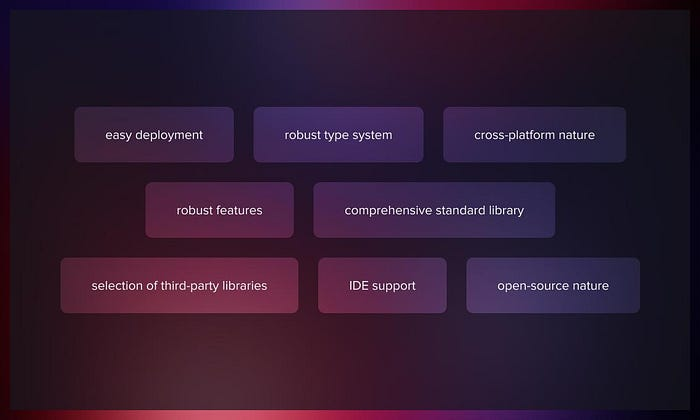 easy deployment
robust type system
cross-platform nature
robust features
comprehensive standard library
selection of third-party libraries
IDE support
open-source nature